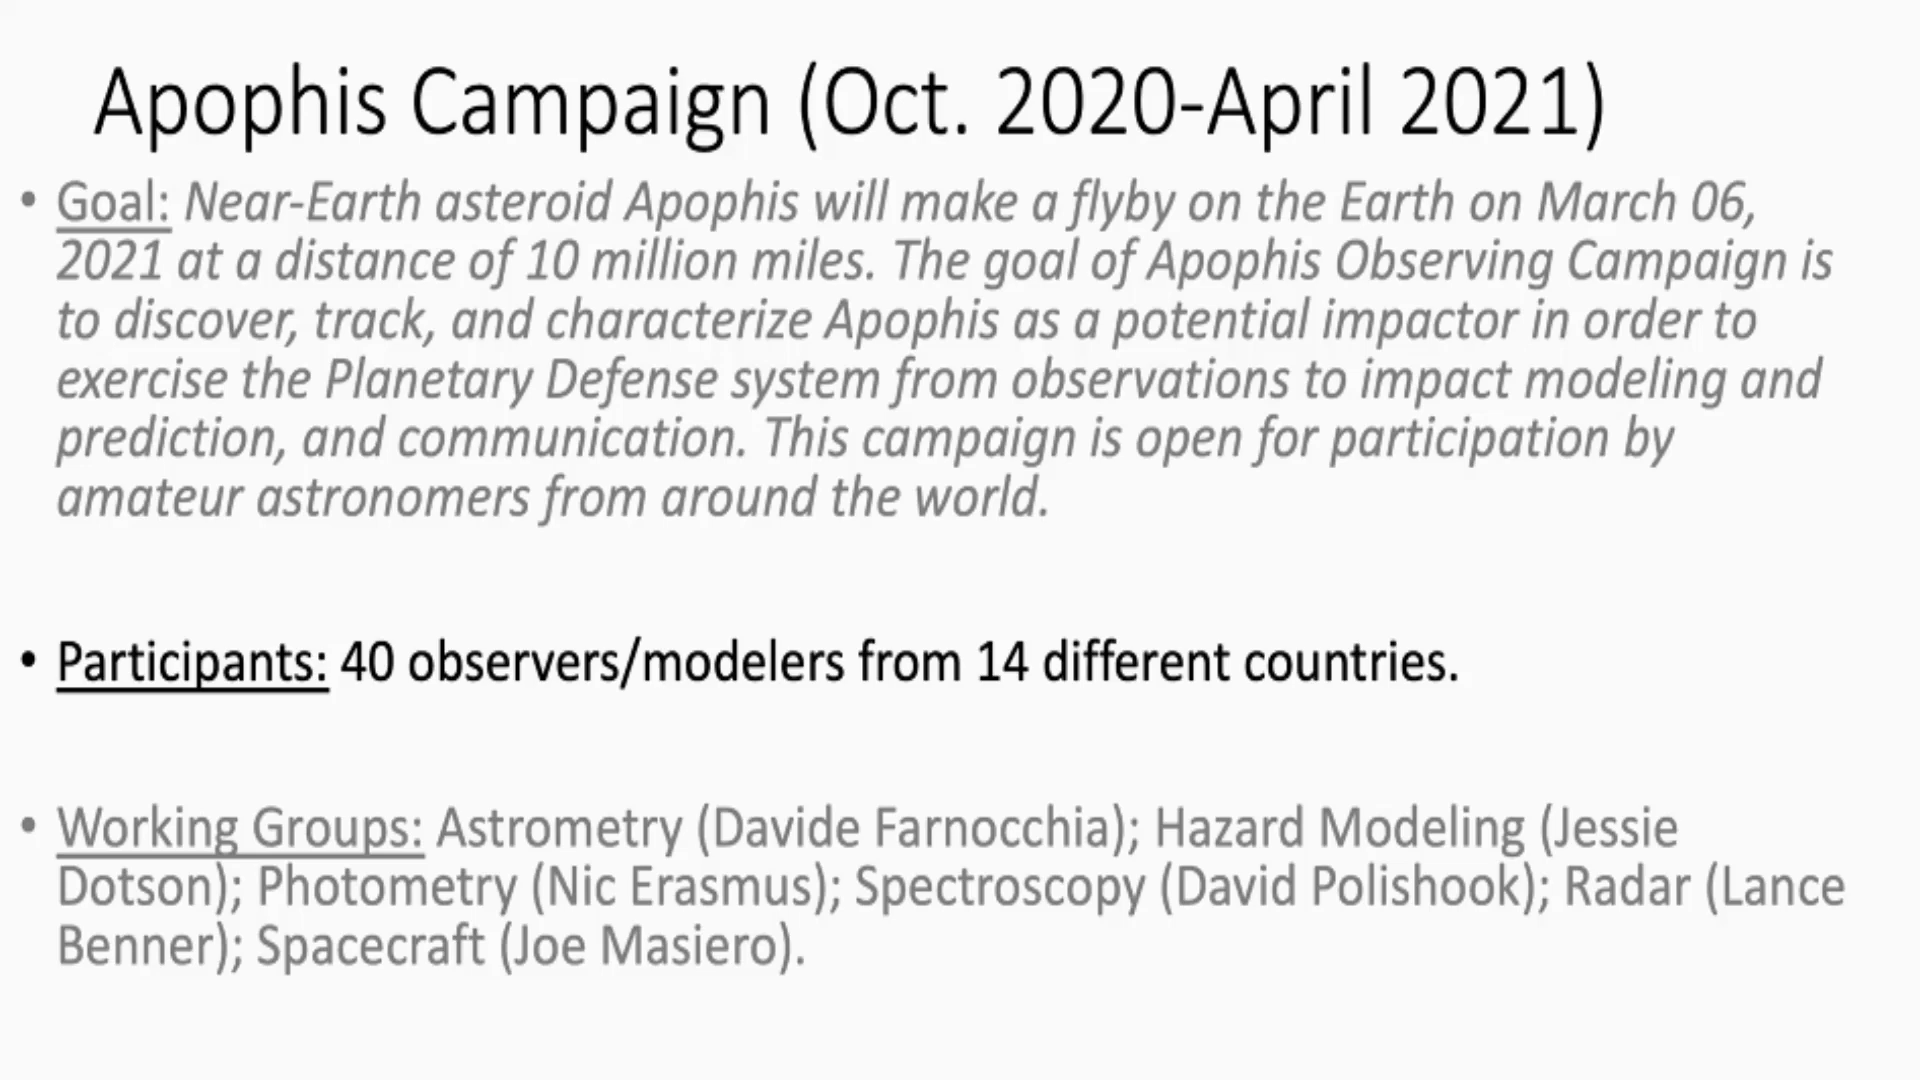 Apophis Campaign (Oct. 2020-April 2021)
• Goal: Near-Earth asteroid Apophis will make a flyby on the Earth on March 06,
2021 at a distance of 10 million miles. The goal of Apophis Observing Campaign is
to discover, track, and characterize Apophis as a potential impactor in order to
exercise the Planetary Defense system from observations to impact modeling and
prediction, and communication. This campaign is open for participation by
amateur astronomers from around the world.
• Participants: 40 observers/modelers from 14 different countries.
• Working Groups: Astrometry (Davide Farnocchia); Hazard Modeling (Jessie
Dotson); Photometry (Nic Erasmus); Spectroscopy (David Polishook); Radar (Lance
Benner); Spacecraft (Joe Masiero).